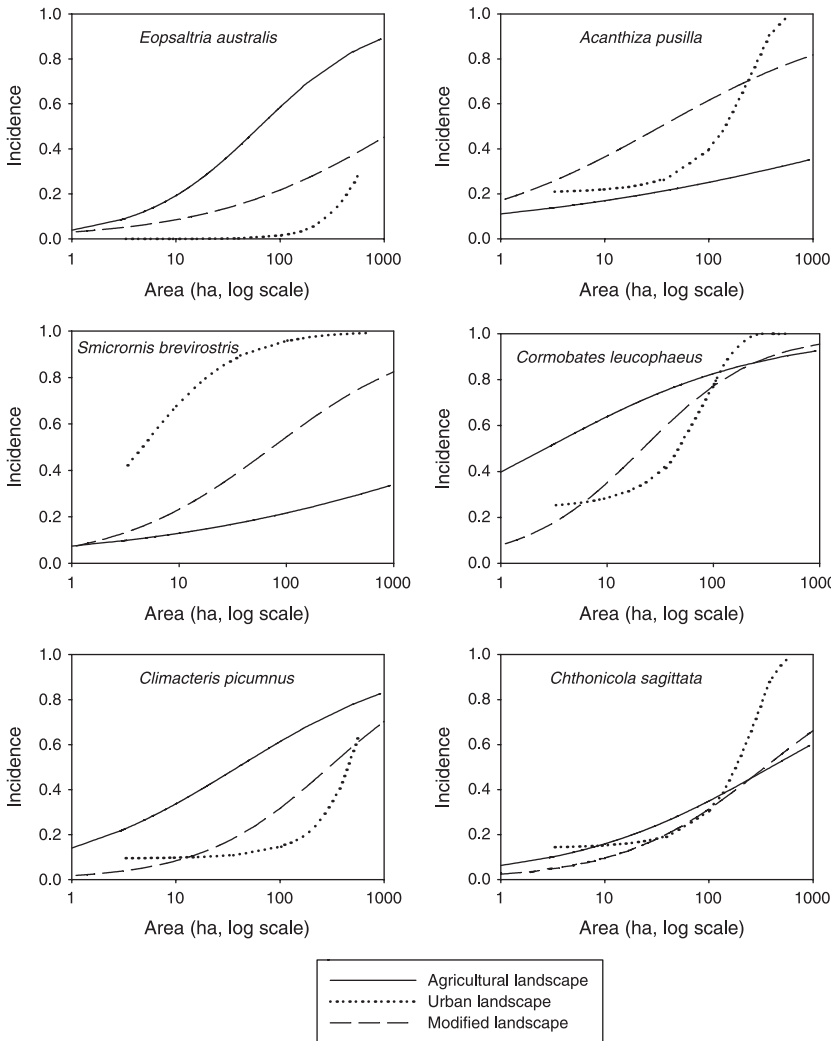 Eopsaltria australis
Incidence
1.0
0.8
0.6
0.4
0.2
0.0
1 10 100 1000
Area (ha, log scale)
Acanthiza pusilla
Incidence
1.0
0.8
0.6
0.4
0.2
0.0
1 10 100 1000
Area (ha, log scale)
Smicrornis brevirostris
Incidence
1.0
0.8
0.6
0.4
0.2
0.0
1 10 100 1000
Area (ha, log scale)
Cormobates leucophaeus
Incidence
1.0
0.8
0.6
0.4
0.2
0.0
1 10 100 1000
Area (ha, log scale)
Climacteris picumnus
Incidence
1.0
0.8
0.6
0.4
0.2
0.0
1 10 100 1000
Area (ha, log scale)
Chthonicola sagittata
Incidence
1.0
0.8
0.6
0.4
0.2
0.0
1 10 100 1000
Area (ha, log scale)
Agricultural landscape
Urban landscape
Modified landscape